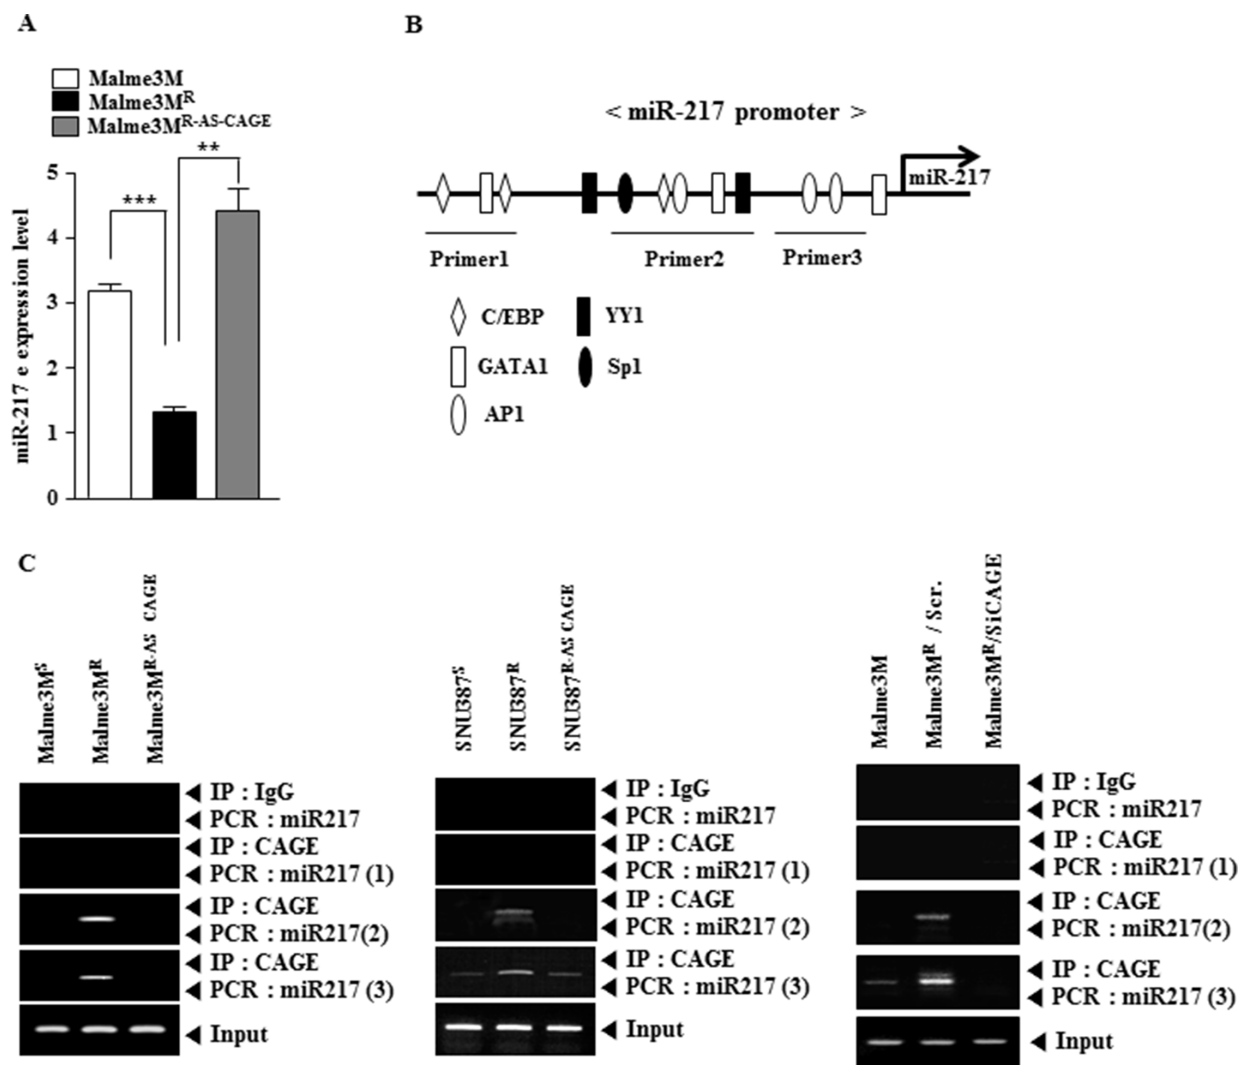 A
Malme3M
Malme3MR
Malme3MR-AS-CAGE
**
***
miR-217 e expression level
5
4
3
2
1
0
B
< miR-217 promoter >
miR-217
Primer1
Primer2
Primer3
C/EBP
YY1
GATA1
Sp1
AP1
C
Malme3MS
Malme3MR
Malme3MR-AS CAGE
IP : IgG
PCR : miR217
IP : CAGE
PCR : miR217 (1)
IP : CAGE
PCR : miR217(2)
IP : CAGE
PCR : miR217 (3)
Input
SNU387S
SNU387R
SNU387R-AS CAGE
IP : IgG
PCR : miR217
IP : CAGE
PCR : miR217 (1)
IP : CAGE
PCR : miR217 (2)
IP : CAGE
PCR : miR217 (3)
Input
Malme3M
Malme3MR / Scr.
Malme3MR/SiCAGE
IP : IgG
PCR : miR217
IP : CAGE
PCR : miR217 (1)
IP : CAGE
PCR : miR217(2)
IP : CAGE
PCR : miR217 (3)
Input